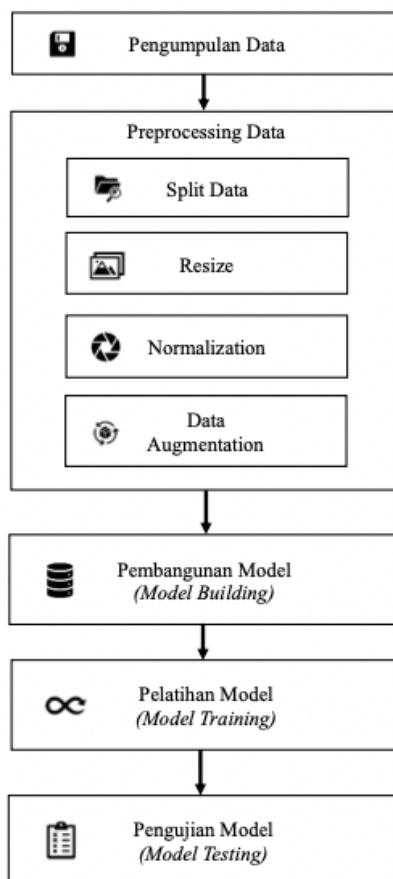 Pengumpulan Data
Preprocessing Data
Split Data
Resize
Normalization
Data
Augmentation
Pembangunan Model
(Model Building)
Pelatihan Model
(Model Training)
Pengujian Model
(Model Testing)